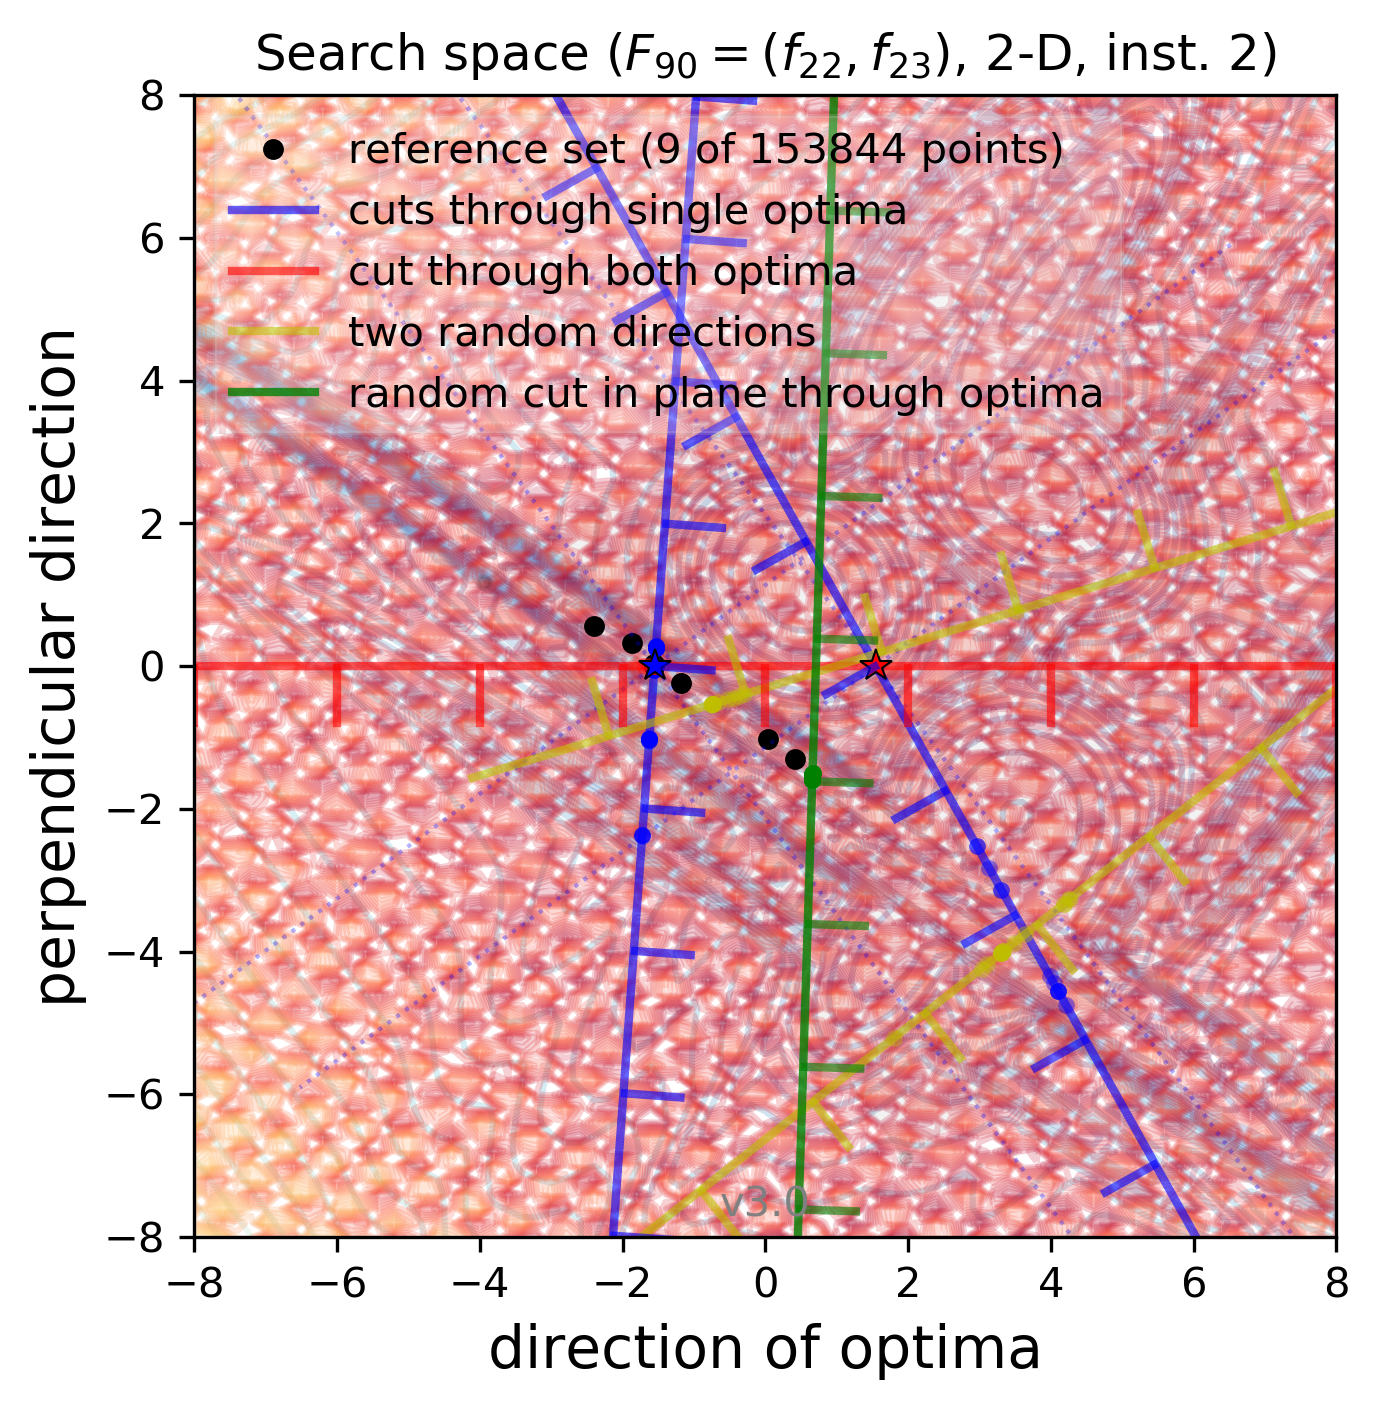 Search space (F90 = (f22, f23), 2-D, inst. 2)
reference set (9 of 153844 points)
cuts through single optima
cut through both optima
two random directions
random cut in plane through optima
8
6
4
2
0
−2
−4
−6
−8
perpendicular direction
v3.0
−8 −6 −4 −2 0 2 4 6 8
direction of optima